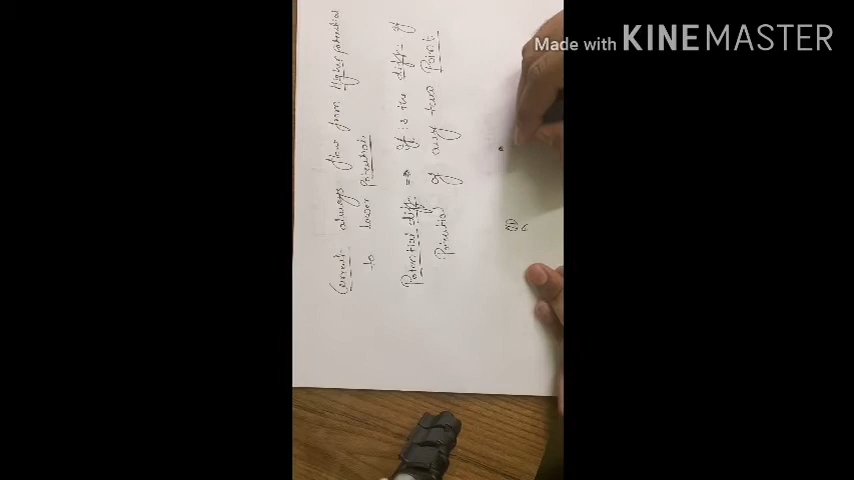 Made with KINEMASTER
Current always flow from Higher potential
to lower potential.
Potential diff. => It is the diff. of
Potential of any two Point.